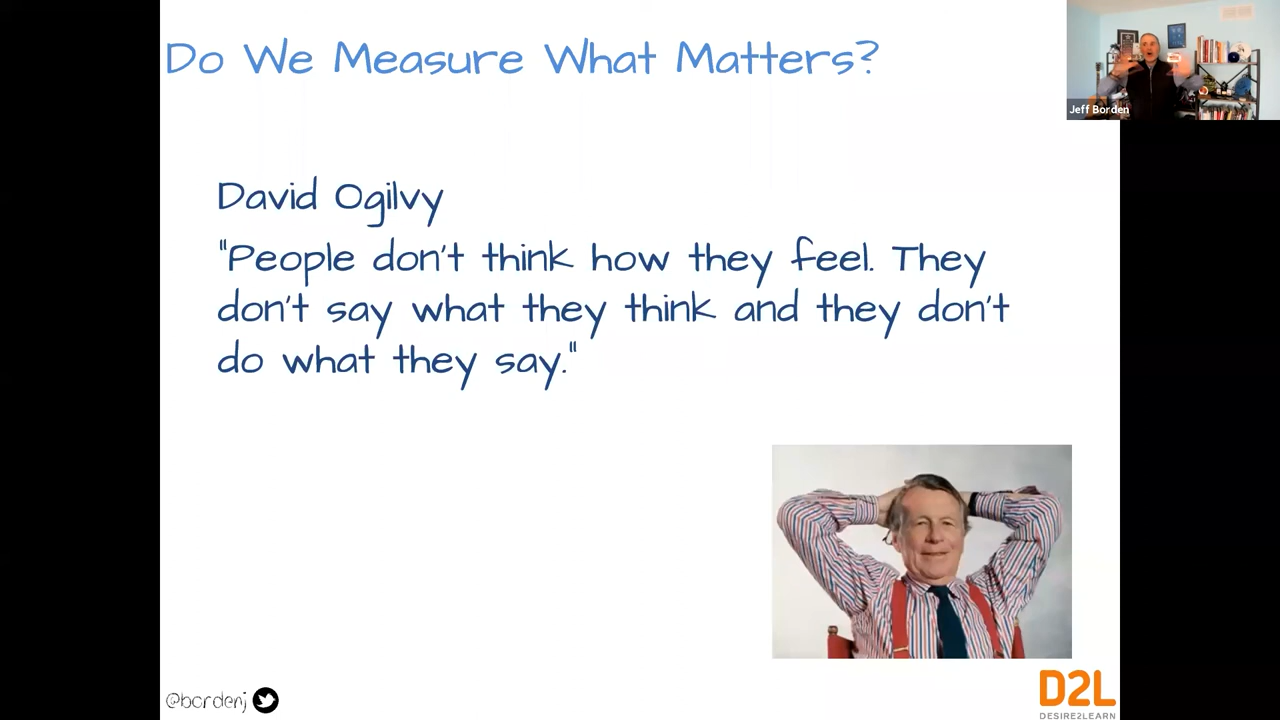 Do We Measure What Matters?
Jeff Borden
David Ogilvy
"People don't think how they feel. They
don't say what they think and they don't
do what they say."
@bordenj
D2L
DESIRE2LEARN